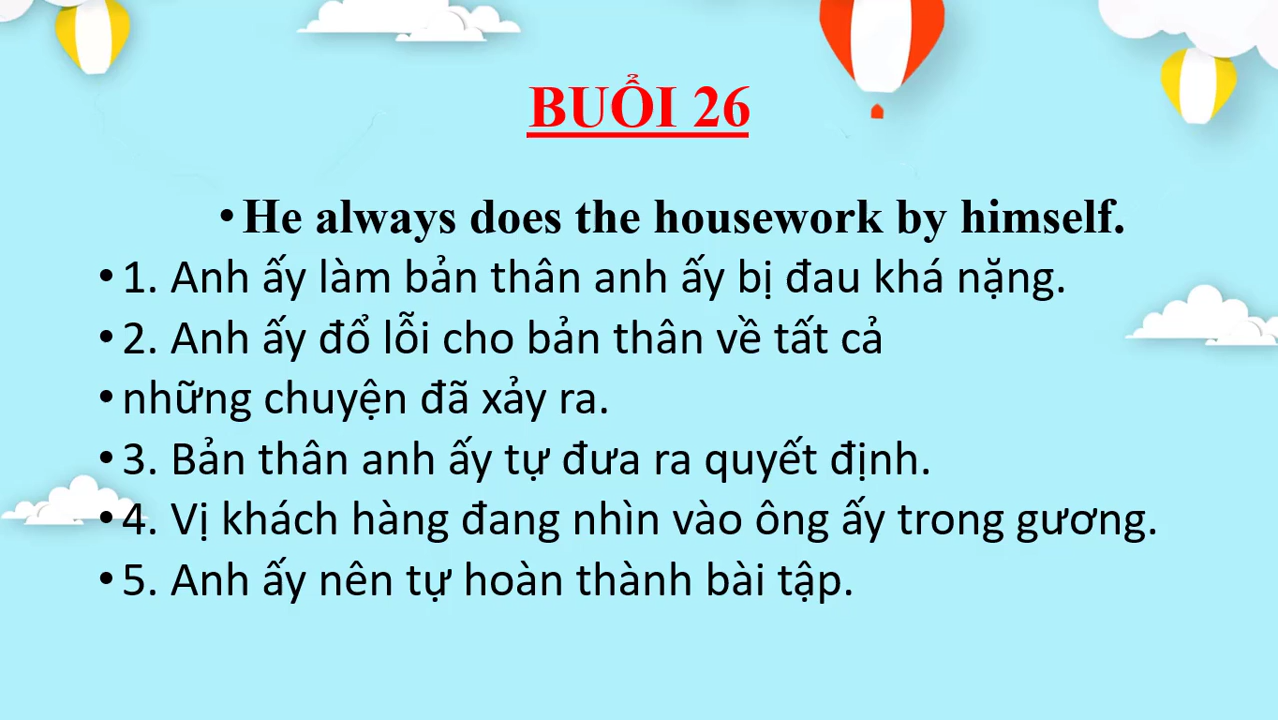 BUỔI 26
• He always does the housework by himself.
• 1. Anh ấy làm bản thân anh ấy bị đau khá nặng.
• 2. Anh ấy đổ lỗi cho bản thân về tất cả
• những chuyện đã xảy ra.
• 3. Bản thân anh ấy tự đưa ra quyết định.
• 4. Vị khách hàng đang nhìn vào ông ấy trong gương.
• 5. Anh ấy nên tự hoàn thành bài tập.